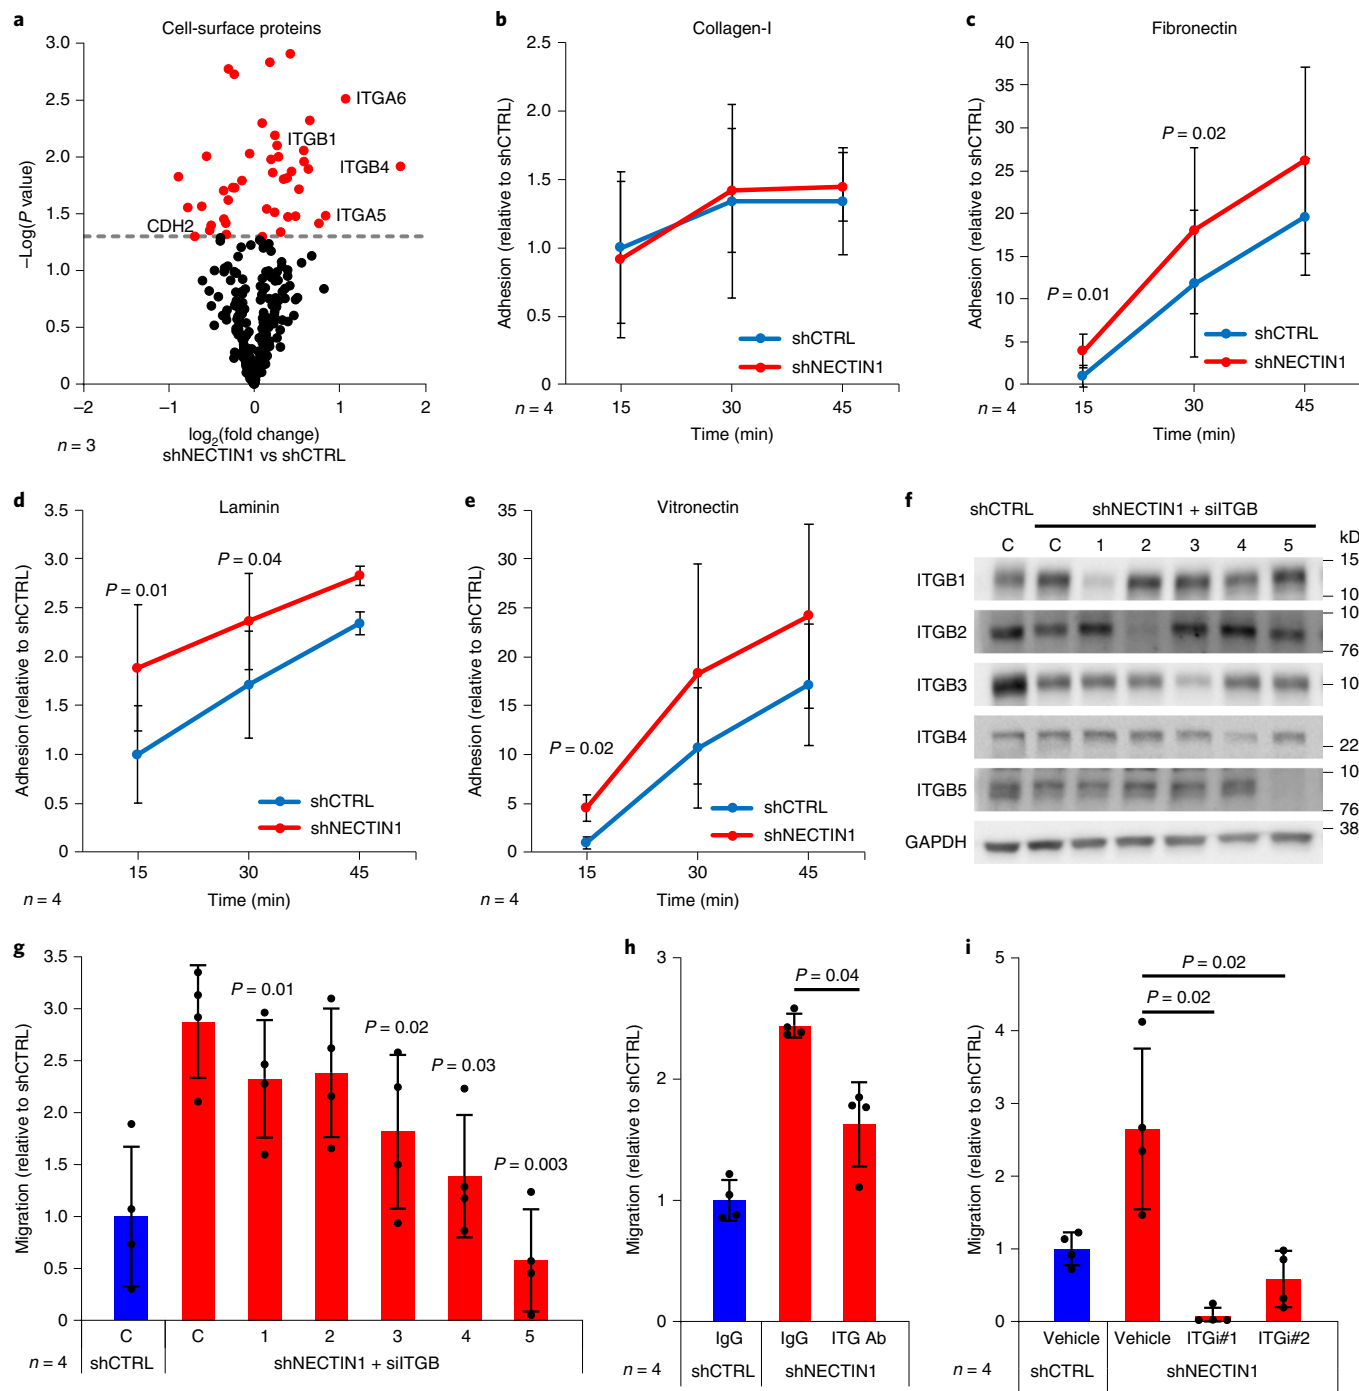 a
Cell-surface proteins
3.0
2.5
2.0
1.5
1.0
0.5
0
–Log(P value)
ITGA6
ITGB1
ITGB4
ITGA5
CDH2
–2
–1
0
1
2
log2(fold change)
shNECTIN1 vs shCTRL
n = 3
b
Collagen-I
2.5
2.0
1.5
1.0
0.5
0
Adhesion (relative to shCTRL)
shCTRL
shNECTIN1
15
30
45
n = 4
Time (min)
c
Fibronectin
40
35
30
25
20
15
10
5
0
Adhesion (relative to shCTRL)
P = 0.02
P = 0.01
shCTRL
shNECTIN1
15
30
45
n = 4
Time (min)
d
Laminin
3.5
3.0
2.5
2.0
1.5
1.0
0.5
0
Adhesion (relative to shCTRL)
P = 0.04
P = 0.01
shCTRL
shNECTIN1
15
30
45
Time (min)
n = 4
e
Vitronectin
35
30
25
20
15
10
5
0
Adhesion (relative to shCTRL)
P = 0.02
shCTRL
shNECTIN1
15
30
45
Time (min)
n = 4
f
shCTRL
shNECTIN1 + siITGB
C C 1 2 3 4 5
kD
ITGB1
15
10
ITGB2
10
76
ITGB3
10
ITGB4
22
ITGB5
10
76
GAPDH
38
g
3.5
3.0
2.5
2.0
1.5
1.0
0.5
0
Migration (relative to shCTRL)
P = 0.01
P = 0.02
P = 0.03
P = 0.003
C C 1 2 3 4 5
n = 4
shCTRL
shNECTIN1 + siITGB
h
3
2
1
0
Migration (relative to shCTRL)
P = 0.04
IgG IgG ITG Ab
n = 4
shCTRL
shNECTIN1
i
5
4
3
2
1
0
Migration (relative to shCTRL)
P = 0.02
P = 0.02
Vehicle Vehicle ITGi#1 ITGi#2
n = 4
shCTRL
shNECTIN1